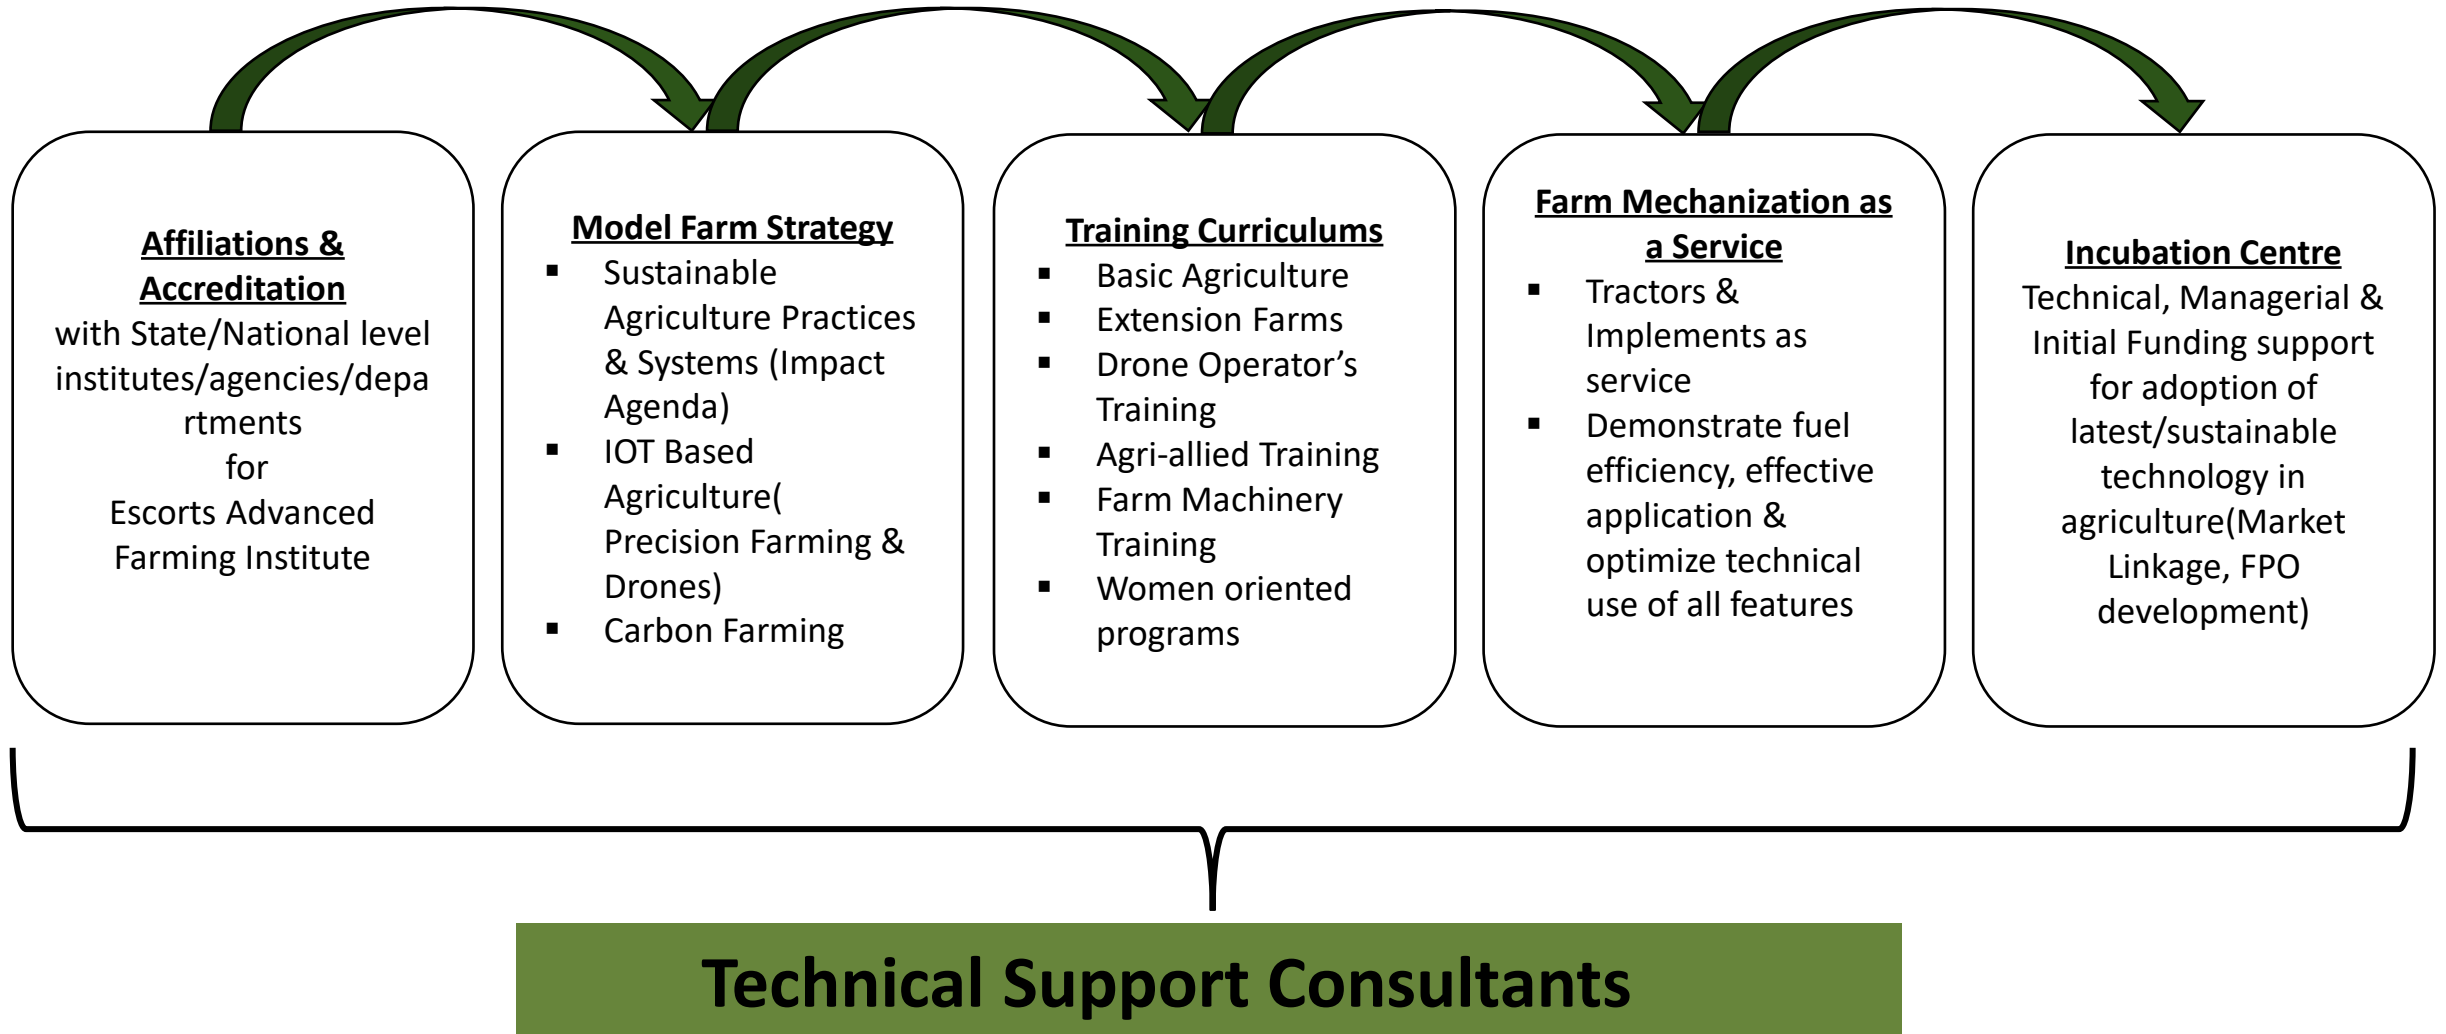 Affiliations &
Accreditation
with State/National level
institutes/agencies/depa
rtments
for
Escorts Advanced
Farming Institute
Model Farm Strategy
▪ Sustainable
Agriculture Practices
& Systems (Impact
Agenda)
▪ IOT Based
Agriculture(
Precision Farming &
Drones)
▪ Carbon Farming
Training Curriculums
▪ Basic Agriculture
▪ Extension Farms
▪ Drone Operator’s
Training
▪ Agri-allied Training
▪ Farm Machinery
Training
▪ Women oriented
programs
Farm Mechanization as
a Service
▪ Tractors &
Implements as
service
▪ Demonstrate fuel
efficiency, effective
application &
optimize technical
use of all features
Incubation Centre
Technical, Managerial &
Initial Funding support
for adoption of
latest/sustainable
technology in
agriculture(Market
Linkage, FPO
development)
Technical Support Consultants